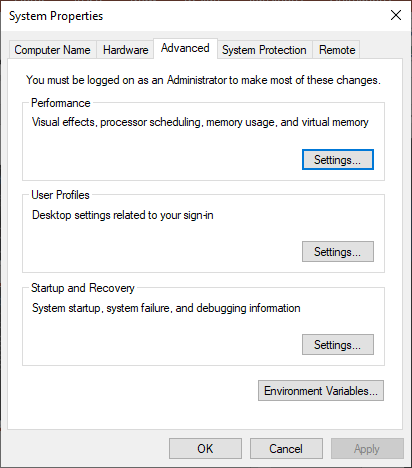 System Properties
Computer Name
Hardware
Advanced
System Protection
Remote
You must be logged on as an Administrator to make most of these changes.
Performance
Visual effects, processor scheduling, memory usage, and virtual memory
Settings...
User Profiles
Desktop settings related to your sign-in
Settings...
Startup and Recovery
System startup, system failure, and debugging information
Settings...
Environment Variables...
OK
Cancel
Apply